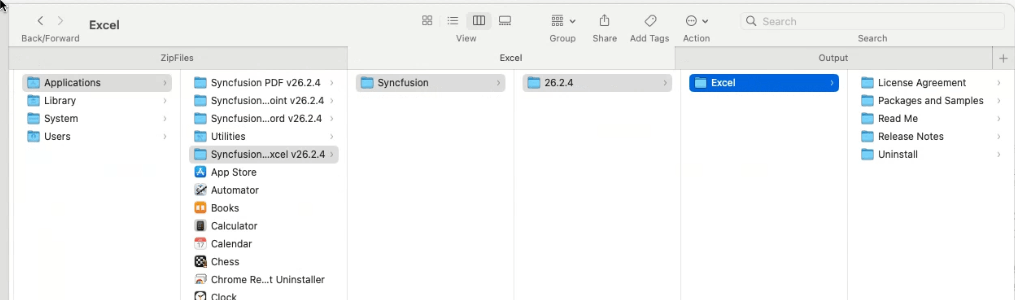 Excel
Back/Forward
View
Group
Share
Add Tags
Action
Search
Search
ZipFiles
Excel
Output
+
Applications
Library
System
Users
Syncfusion PDF v26.2.4
Syncfusion...oint v26.2.4
Syncfusion...ord v26.2.4
Utilities
Syncfusion...xcel v26.2.4
App Store
Automator
Books
Calculator
Calendar
Chess
Chrome Re...t Uninstaller
Clock
Syncfusion
26.2.4
Excel
License Agreement
Packages and Samples
Read Me
Release Notes
Uninstall